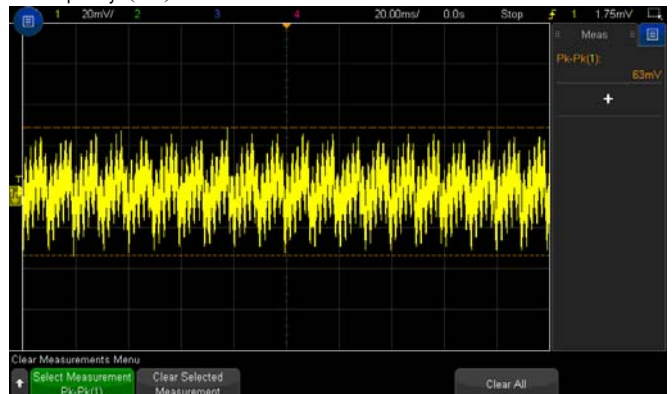 1 20mV/ 2 3 4 20.00ms/ 0.0s Stop 1 1.75mV
Meas
Pk-Pk(1):
63mV
+
T
Clear Measurements Menu
Select Measurement
Pk-Pk(1)
Clear Selected
Measurement
Clear All